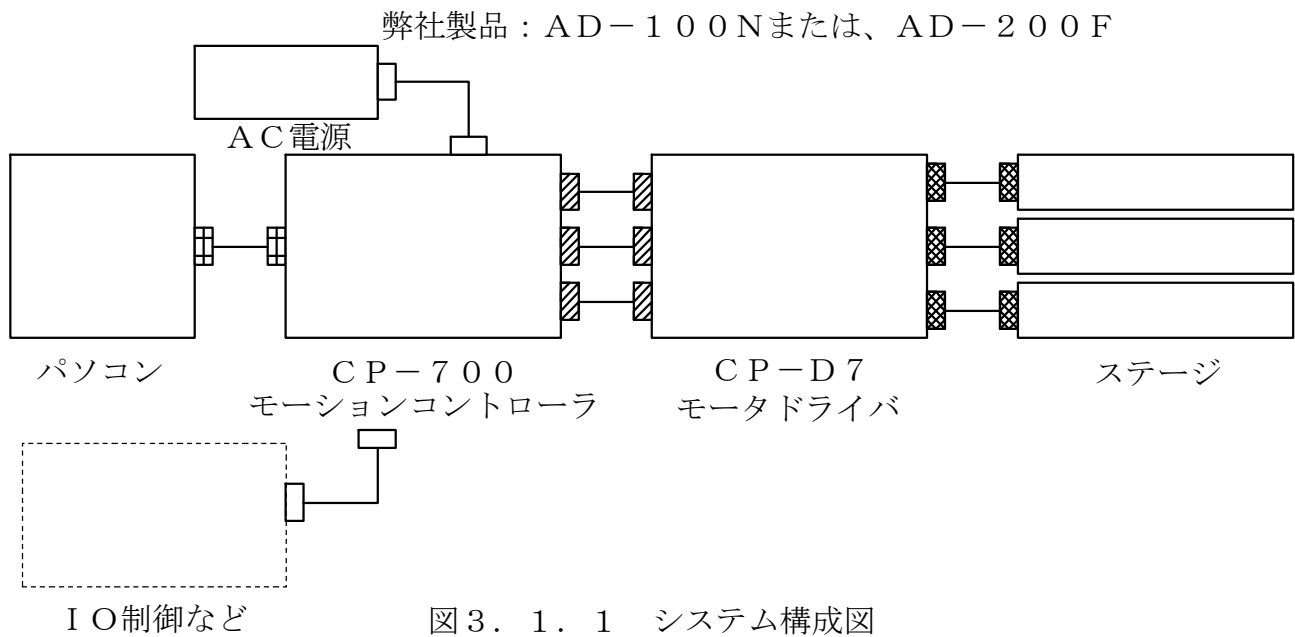 弊社製品：ＡＤ－１００Ｎまたは、ＡＤ－２００Ｆ
ＡＣ電源
パソコン
ＣＰ－７００
モーションコントローラ
ＣＰ－Ｄ７
モータドライバ
ステージ
ＩＯ制御など
図３．１．１　システム構成図